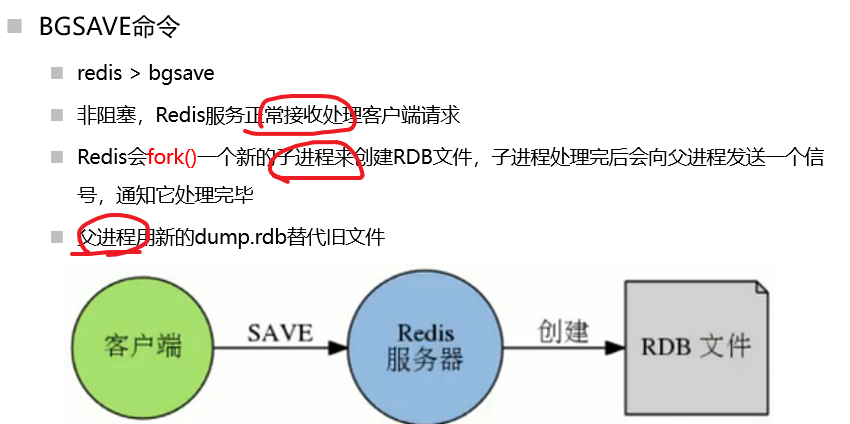 BGSAVE命令
redis > bgsave
非阻塞，Redis服务正常接收处理客户端请求
Redis会fork()一个新的子进程来创建RDB文件，子进程处理完后会向父进程发送一个信
号，通知它处理完毕
父进程用新的dump.rdb替代旧文件
客户端
SAVE
Redis
服务器
创建
RDB 文件